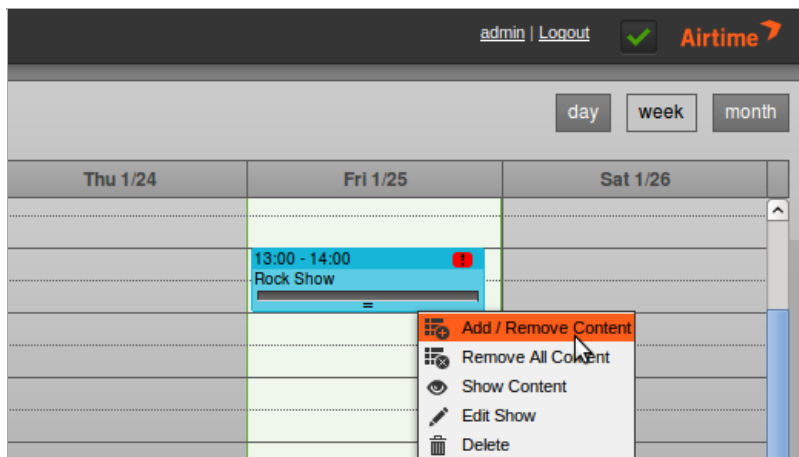 admin | Logout
Airtime
day week month
Thu 1/24 Fri 1/25 Sat 1/26
13:00 - 14:00
Rock Show
Add / Remove Content
Remove All Content
Show Content
Edit Show
Delete